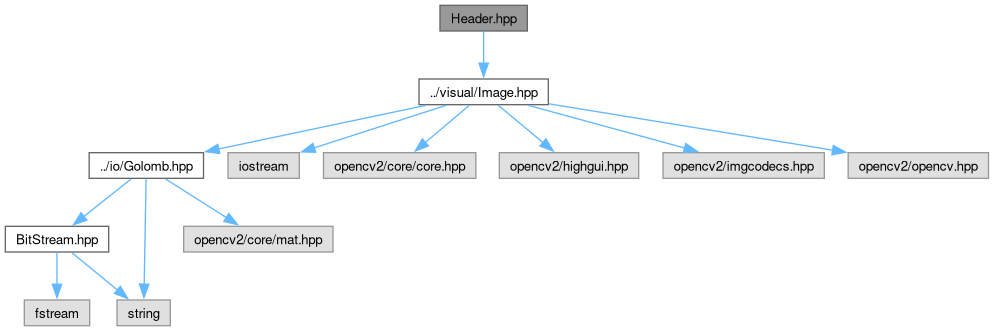 Header.hpp
../visual/Image.hpp
../io/Golomb.hpp
iostream
opencv2/core/core.hpp
opencv2/highgui.hpp
opencv2/imgcodecs.hpp
opencv2/opencv.hpp
BitStream.hpp
opencv2/core/mat.hpp
fstream
string